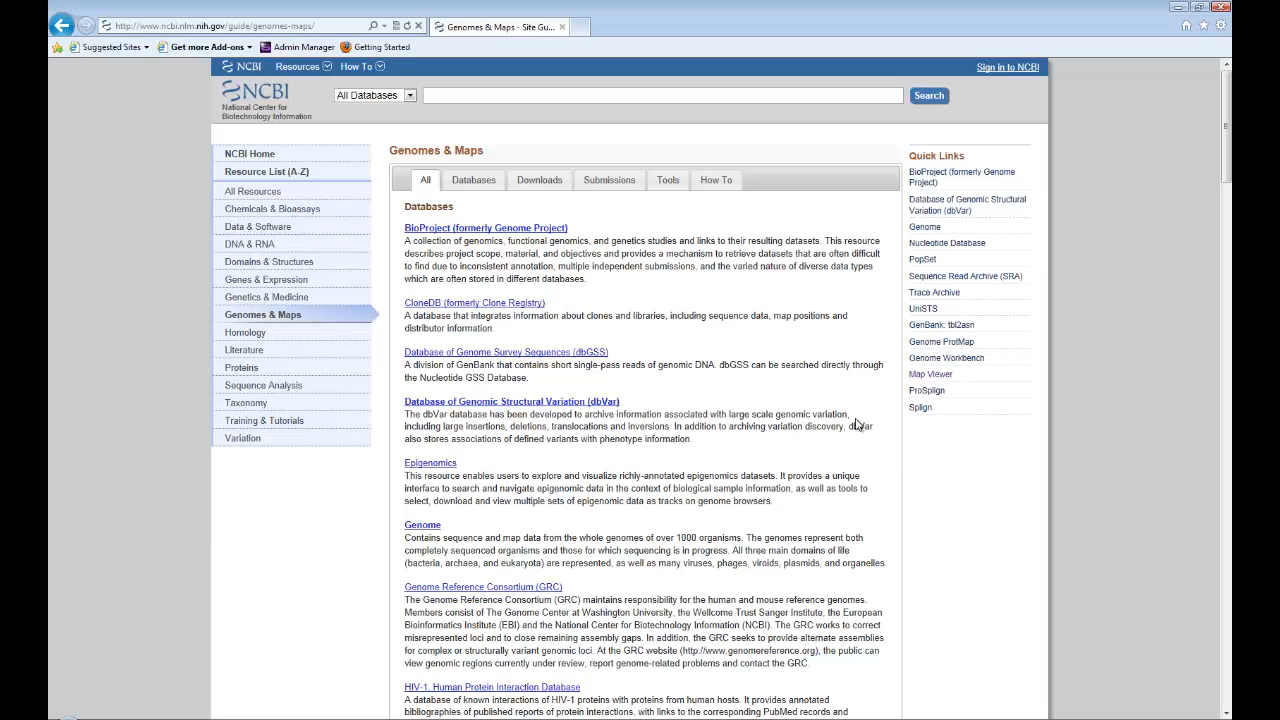 http://www.ncbi.nlm.nih.gov/guide/genomes-maps/
Genomes & Maps - Site Gu...
Suggested Sites
Get more Add-ons
Admin Manager
Getting Started
NCBI
Resources
How To
Sign in to NCBI
NCBI
National Center for
Biotechnology Information
All Databases
Search
NCBI Home
Resource List (A-Z)
All Resources
Chemicals & Bioassays
Data & Software
DNA & RNA
Domains & Structures
Genes & Expression
Genetics & Medicine
Genomes & Maps
Homology
Literature
Proteins
Sequence Analysis
Taxonomy
Training & Tutorials
Variation
Genomes & Maps
All
Databases
Downloads
Submissions
Tools
How To
Databases
BioProject (formerly Genome Project)
A collection of genomics, functional genomics, and genetics studies and links to their resulting datasets. This resource
describes project scope, material, and objectives and provides a mechanism to retrieve datasets that are often difficult
to find due to inconsistent annotation, multiple independent submissions, and the varied nature of diverse data types
which are often stored in different databases.
CloneDB (formerly Clone Registry)
A database that integrates information about clones and libraries, including sequence data, map positions and
distributor information.
Database of Genome Survey Sequences (dbGSS)
A division of GenBank that contains short single-pass reads of genomic DNA. dbGSS can be searched directly through
the Nucleotide GSS Database.
Database of Genomic Structural Variation (dbVar)
The dbVar database has been developed to archive information associated with large scale genomic variation,
including large insertions, deletions, translocations and inversions. In addition to archiving variation discovery, dbVar
also stores associations of defined variants with phenotype information.
Epigenomics
This resource enables users to explore and visualize richly-annotated epigenomics datasets. It provides a unique
interface to search and navigate epigenomic data in the context of biological sample information, as well as tools to
select, download and view multiple sets of epigenomic data as tracks on genome browsers.
Genome
Contains sequence and map data from the whole genomes of over 1000 organisms. The genomes represent both
completely sequenced organisms and those for which sequencing is in progress. All three main domains of life
(bacteria, archaea, and eukaryota) are represented, as well as many viruses, phages, viroids, plasmids, and organelles.
Genome Reference Consortium (GRC)
The Genome Reference Consortium (GRC) maintains responsibility for the human and mouse reference genomes.
Members consist of The Genome Center at Washington University, the Wellcome Trust Sanger Institute, the European
Bioinformatics Institute (EBI) and the National Center for Biotechnology Information (NCBI). The GRC works to correct
misrepresented loci and to close remaining assembly gaps. In addition, the GRC seeks to provide alternate assemblies
for complex or structurally variant genomic loci. At the GRC website (http://www.genomereference.org), the public can
view genomic regions currently under review, report genome-related problems and contact the GRC.
HIV-1, Human Protein Interaction Database
A database of known interactions of HIV-1 proteins with proteins from human hosts. It provides annotated
bibliographies of published reports of protein interactions, with links to the corresponding PubMed records and
Quick Links
BioProject (formerly Genome
Project)
Database of Genomic Structural
Variation (dbVar)
Genome
Nucleotide Database
PopSet
Sequence Read Archive (SRA)
Trace Archive
UniSTS
GenBank: tbl2asn
Genome ProtMap
Genome Workbench
Map Viewer
ProSplign
Splign